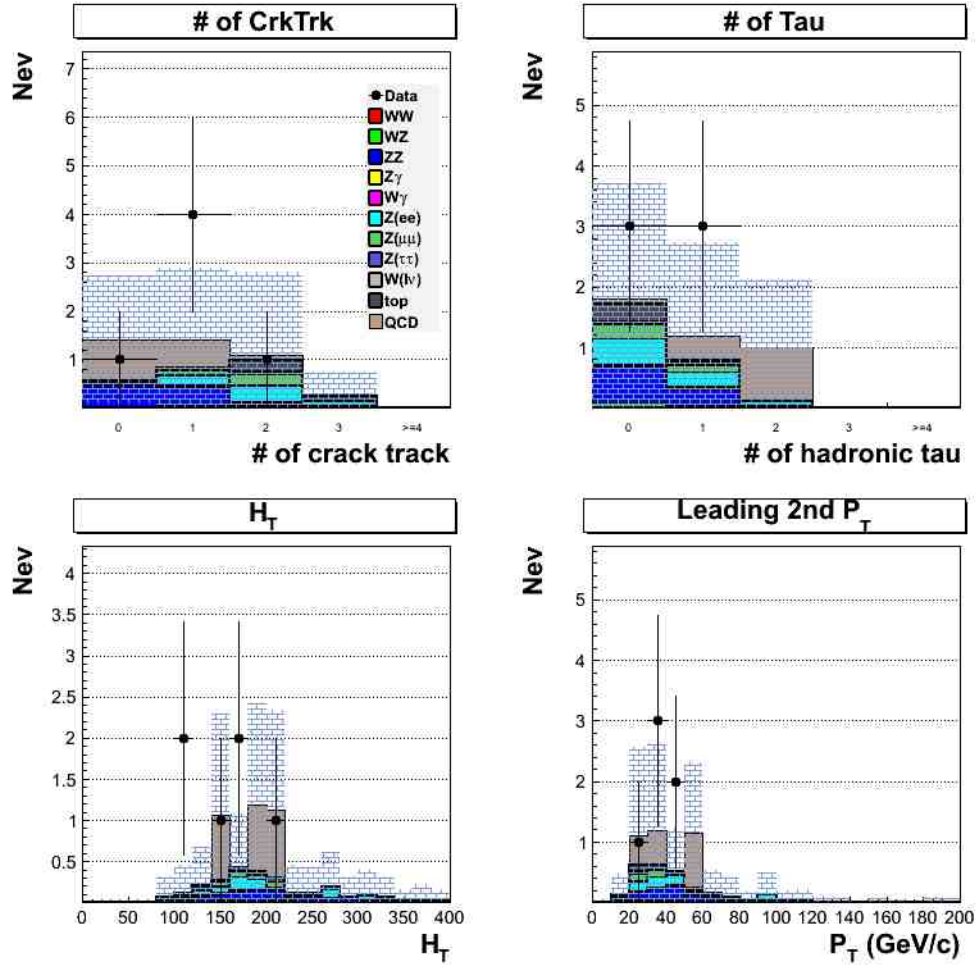 # of CrkTrk
Nev
7
6
5
4
3
2
1
0 1 2 3 >=4
# of crack track
Data
WW
WZ
ZZ
Zγ
Wγ
Z(ee)
Z(μμ)
Z(ττ)
W(lν)
top
QCD
# of Tau
Nev
5
4
3
2
1
0 1 2 3 >=4
# of hadronic tau
H_T
Nev
4
3.5
3
2.5
2
1.5
1
0.5
0 50 100 150 200 250 300 350 400
H_T
Leading 2nd P_T
Nev
5
4
3
2
1
0 20 40 60 80 100 120 140 160 180 200
P_T (GeV/c)